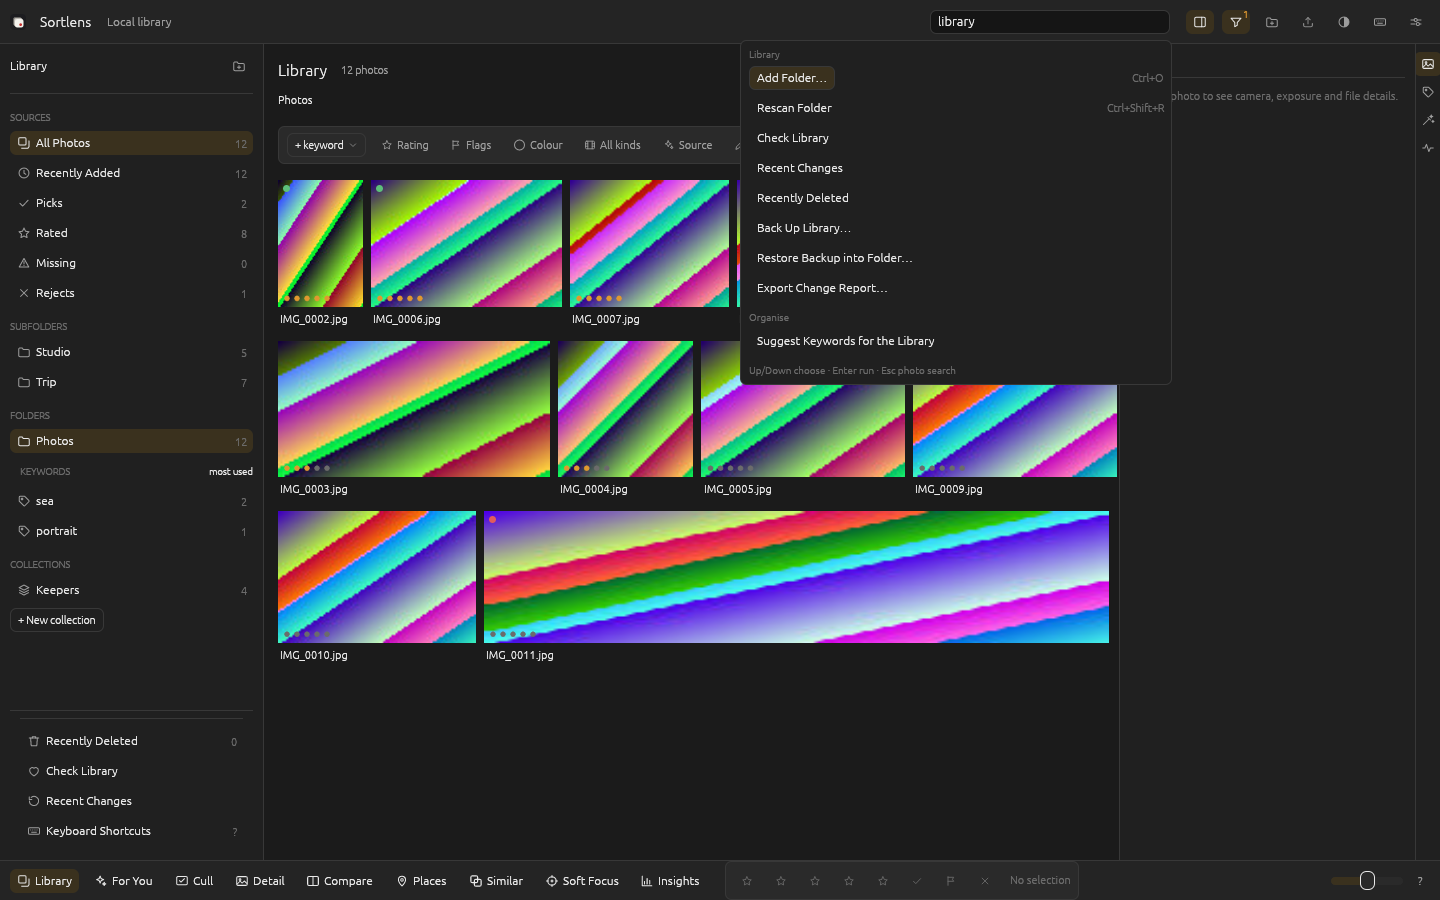 Sortlens Local library
library
Library
SOURCES
All Photos 12
Recently Added 12
Picks 2
Rated 8
Missing 0
Rejects 1
SUBFOLDERS
Studio 5
Trip 7
FOLDERS
Photos 12
KEYWORDS most used
sea 2
portrait 1
COLLECTIONS
Keepers 4
+ New collection
Recently Deleted 0
Check Library
Recent Changes
Keyboard Shortcuts ?
Library 12 photos
Photos
+ keyword Rating Flags Colour All kinds Source
IMG_0002.jpg IMG_0006.jpg IMG_0007.jpg
IMG_0003.jpg IMG_0004.jpg IMG_0005.jpg IMG_0009.jpg
IMG_0010.jpg IMG_0011.jpg
Library
Add Folder... Ctrl+O
Rescan Folder Ctrl+Shift+R
Check Library
Recent Changes
Recently Deleted
Back Up Library...
Restore Backup into Folder...
Export Change Report...
Organise
Suggest Keywords for the Library
Up/Down choose · Enter run · Esc photo search
photo to see camera, exposure and file details.
Library For You Cull Detail Compare Places Similar Soft Focus Insights No selection ?